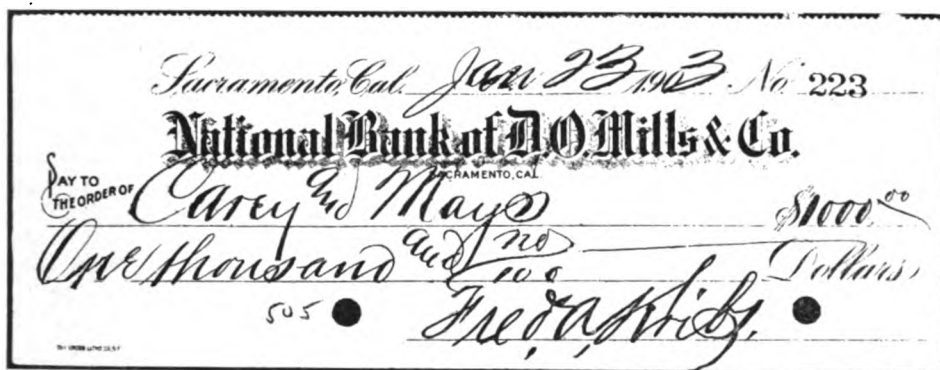 Sacramento, Cal. Jan 23 1903 No. 223
National Bank of D.O. Mills & Co.
SACRAMENTO, CAL
PAY TO THE ORDER OF Carey and Mays $1000.00
One thousand and no/100 Dollars
505 Fred, A, Kribs.